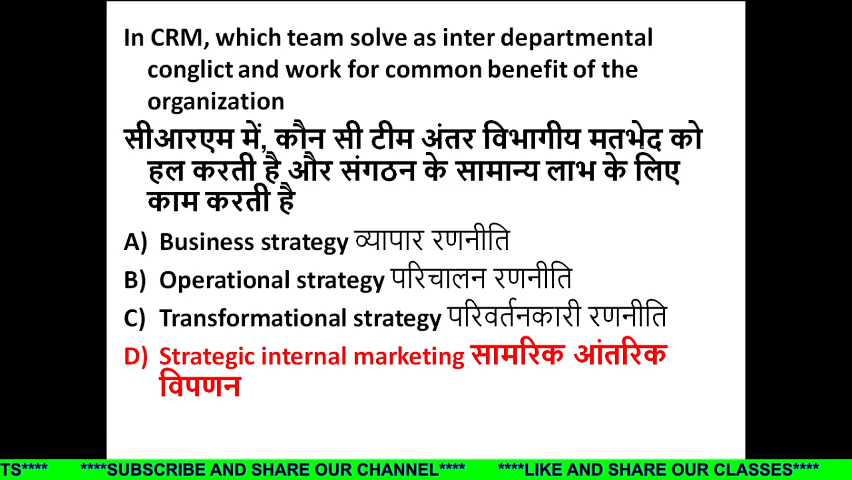 In CRM, which team solve as inter departmental
conglict and work for common benefit of the
organization
सीआरएम में, कौन सी टीम अंतर विभागीय मतभेद को
हल करती है और संगठन के सामान्य लाभ के लिए
काम करती है
A) Business strategy व्यापार रणनीति
B) Operational strategy परिचालन रणनीति
C) Transformational strategy परिवर्तनकारी रणनीति
D) Strategic internal marketing सामरिक आंतरिक
विपणन
TS**** ****SUBSCRIBE AND SHARE OUR CHANNEL**** ****LIKE AND SHARE OUR CLASSES****